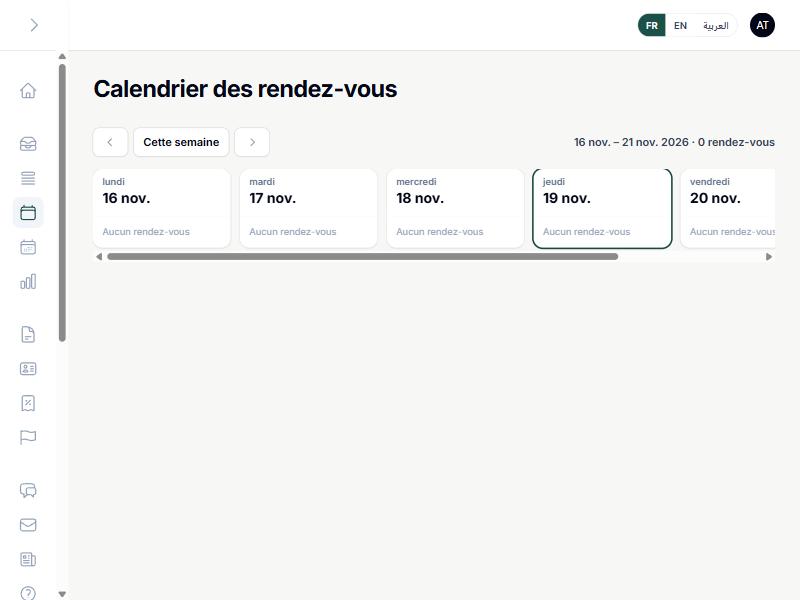 FR EN العربية AT
Calendrier des rendez-vous
Cette semaine
16 nov. – 21 nov. 2026 · 0 rendez-vous
lundi
16 nov.
Aucun rendez-vous
mardi
17 nov.
Aucun rendez-vous
mercredi
18 nov.
Aucun rendez-vous
jeudi
19 nov.
Aucun rendez-vous
vendredi
20 nov.
Aucun rendez-vous